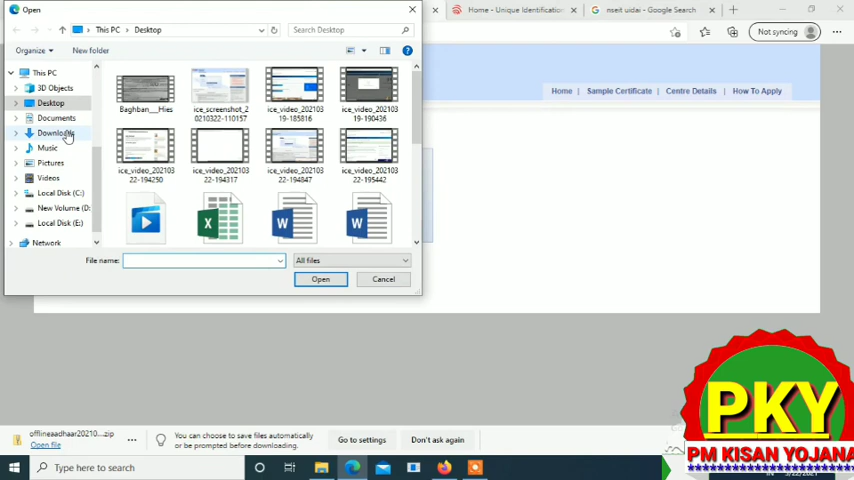 Open
Home - Unique Identification
nseit uidai - Google Search
This PC > Desktop
Search Desktop
Not syncing
Organize
New folder
This PC
3D Objects
Desktop
Documents
Downloads
Music
Pictures
Videos
Local Disk (C:)
New Volume (D:
Local Disk (E:)
Network
Baghban__Hies
ice_screenshot_2
0210322-110157
ice_video_202103
19-185816
ice_video_202103
19-190436
ice_video_202103
22-194250
ice_video_202103
22-194317
ice_video_202103
22-194847
ice_video_202103
22-195442
File name:
All files
Open
Cancel
Home | Sample Certificate | Centre Details | How To Apply
offlineaadhaar20210....zip
Open file
You can choose to save files automatically
or be prompted before downloading.
Go to settings
Don't ask again
Type here to search
PKY
PM KISAN YOJANA
3/22/2021